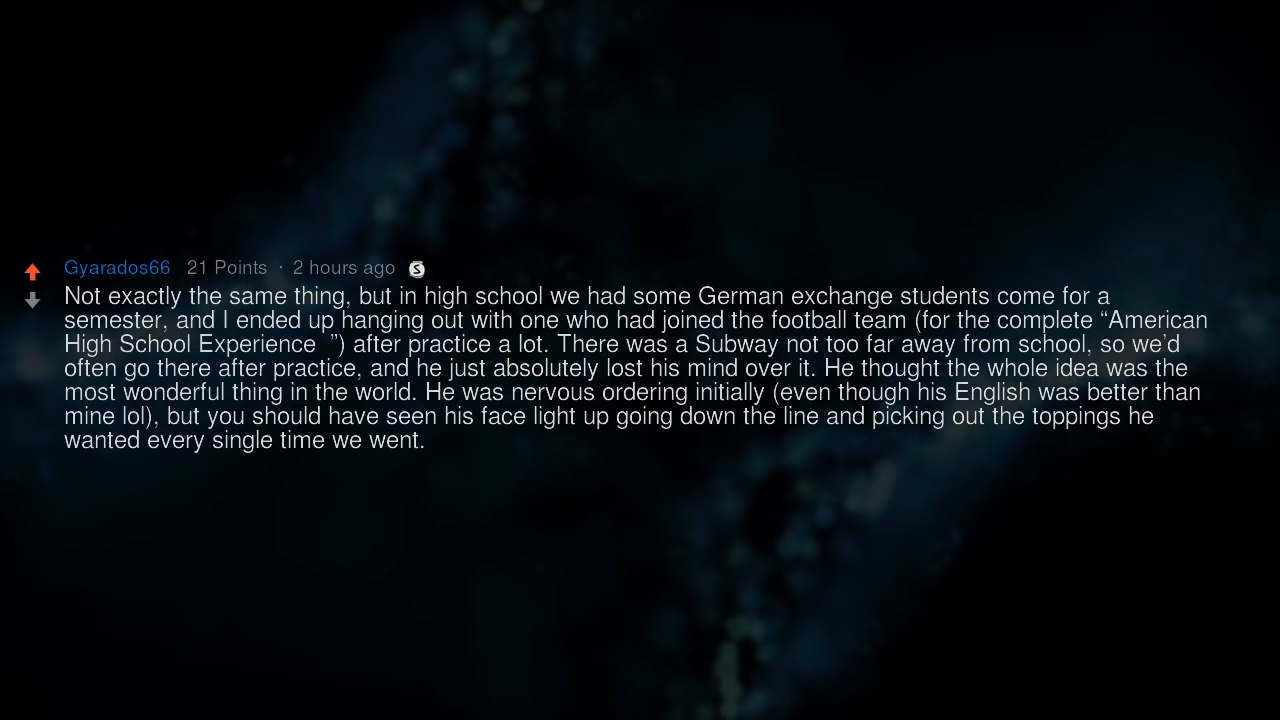 Gyarados66 21 Points · 2 hours ago
Not exactly the same thing, but in high school we had some German exchange students come for a
semester, and I ended up hanging out with one who had joined the football team (for the complete “American
High School Experience ”) after practice a lot. There was a Subway not too far away from school, so we’d
often go there after practice, and he just absolutely lost his mind over it. He thought the whole idea was the
most wonderful thing in the world. He was nervous ordering initially (even though his English was better than
mine lol), but you should have seen his face light up going down the line and picking out the toppings he
wanted every single time we went.